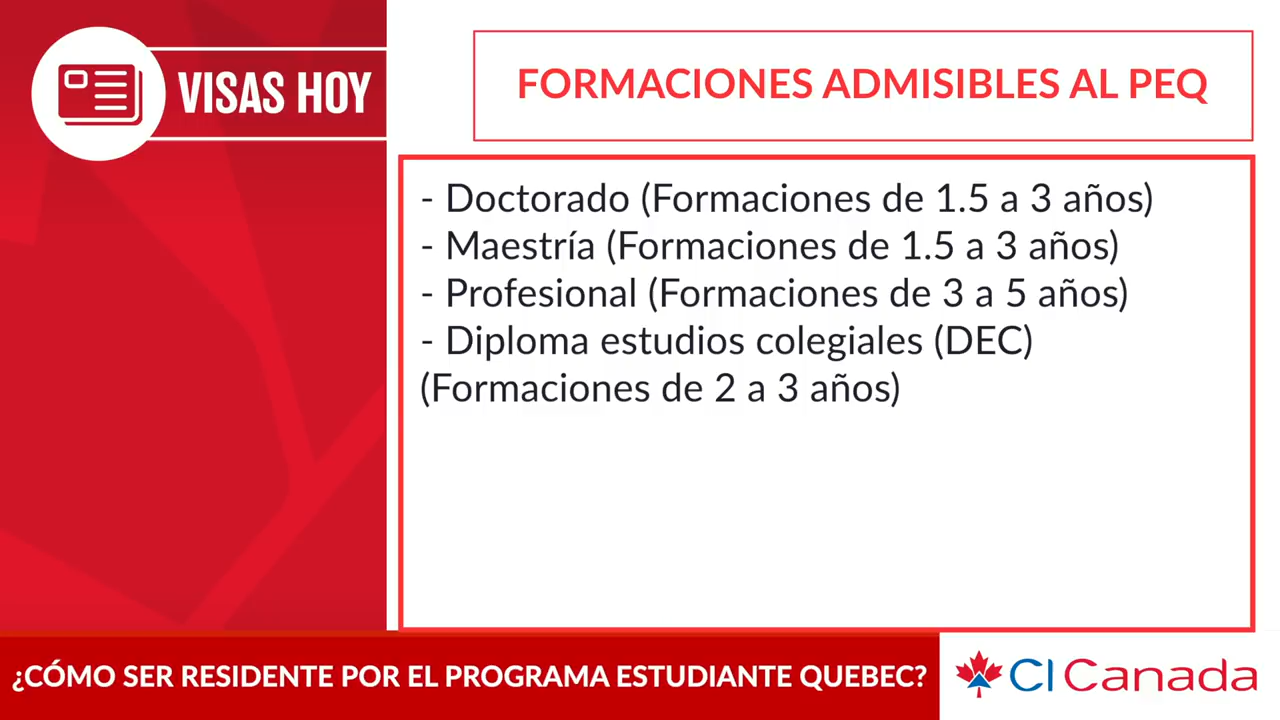 VISAS HOY
FORMACIONES ADMISIBLES AL PEQ
- Doctorado (Formaciones de 1.5 a 3 años)
- Maestría (Formaciones de 1.5 a 3 años)
- Profesional (Formaciones de 3 a 5 años)
- Diploma estudios colegiales (DEC)
(Formaciones de 2 a 3 años)
¿CÓMO SER RESIDENTE POR EL PROGRAMA ESTUDIANTE QUEBEC?
CI Canada